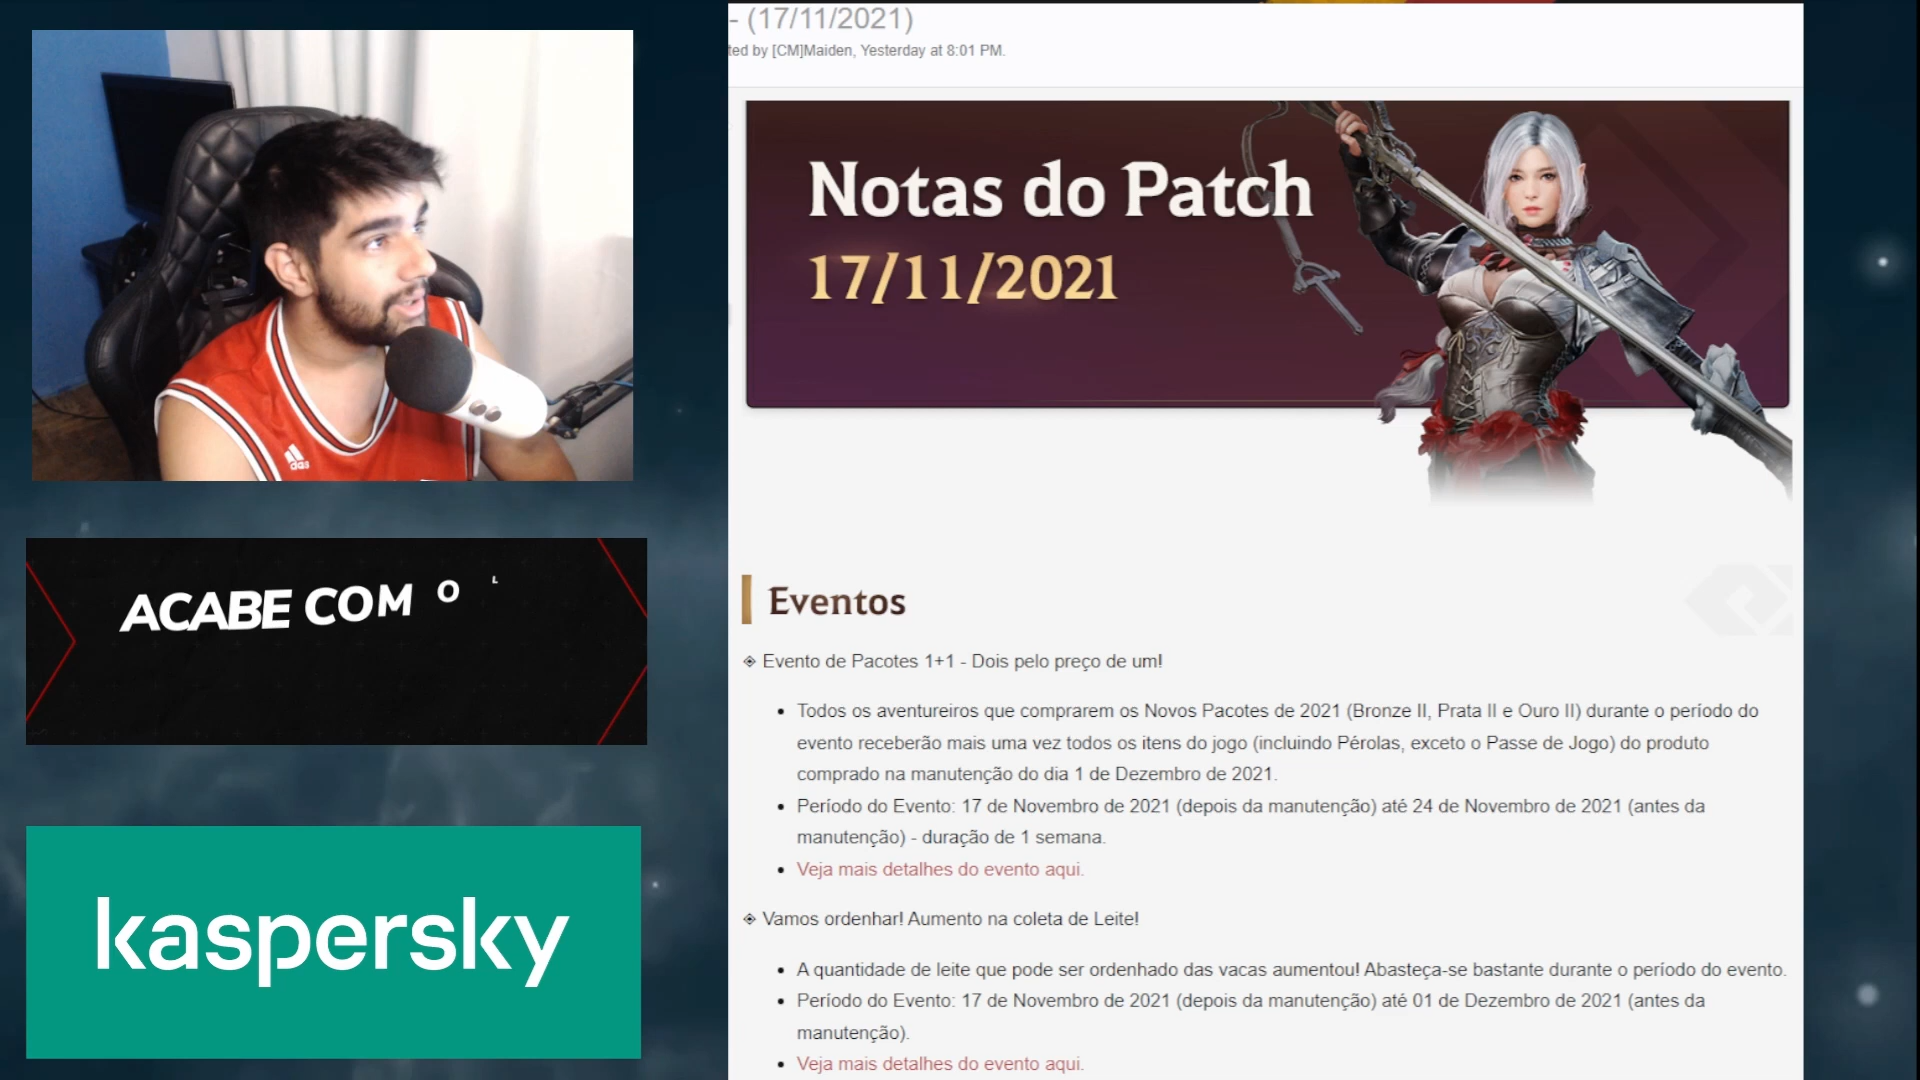 - (17/11/2021)
ted by [CM]Maiden, Yesterday at 8:01 PM.
Notas do Patch
17/11/2021
Eventos
Evento de Pacotes 1+1 - Dois pelo preço de um!
Todos os aventureiros que comprarem os Novos Pacotes de 2021 (Bronze II, Prata II e Ouro II) durante o período do
evento receberão mais uma vez todos os itens do jogo (incluindo Pérolas, exceto o Passe de Jogo) do produto
comprado na manutenção do dia 1 de Dezembro de 2021.
Período do Evento: 17 de Novembro de 2021 (depois da manutenção) até 24 de Novembro de 2021 (antes da
manutenção) - duração de 1 semana.
Veja mais detalhes do evento aqui.
Vamos ordenhar! Aumento na coleta de Leite!
A quantidade de leite que pode ser ordenhado das vacas aumentou! Abasteça-se bastante durante o período do evento.
Período do Evento: 17 de Novembro de 2021 (depois da manutenção) até 01 de Dezembro de 2021 (antes da
manutenção).
Veja mais detalhes do evento aqui.
das
ACABE COM O L
kaspersky